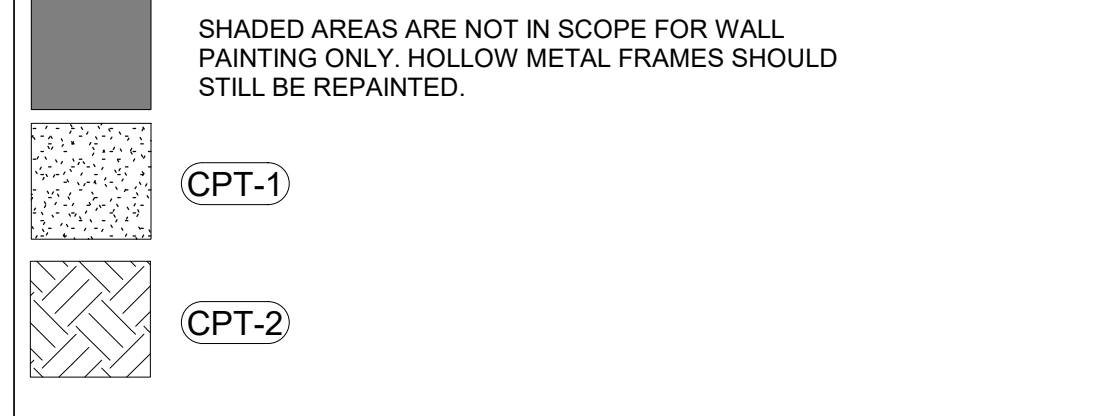 SHADED AREAS ARE NOT IN SCOPE FOR WALL
PAINTING ONLY. HOLLOW METAL FRAMES SHOULD
STILL BE REPAINTED.
CPT-1
CPT-2